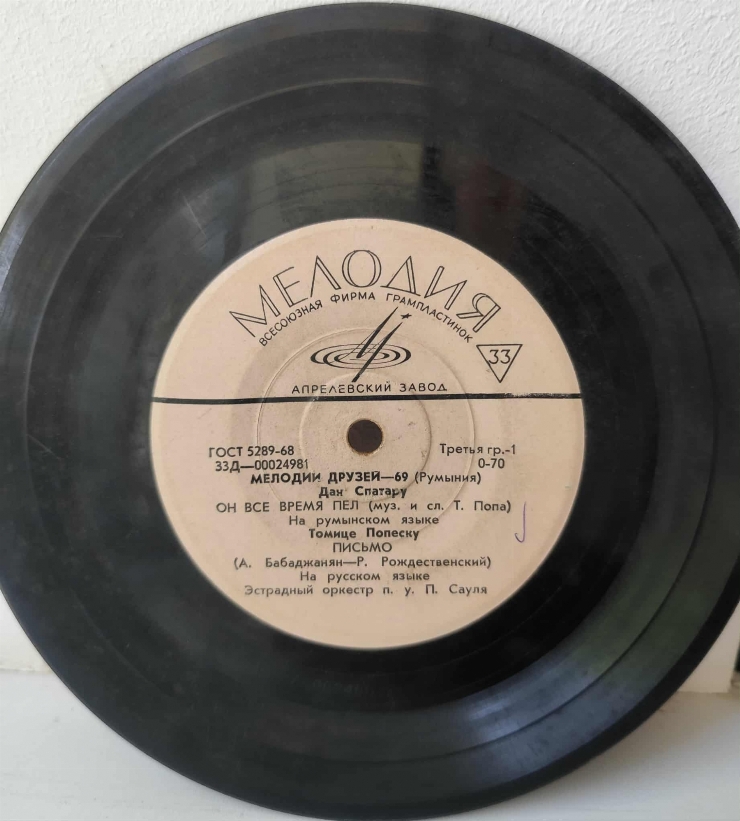 МЕЛОДИЯ
ВСЕСОЮЗНАЯ ФИРМА ГРАМПЛАСТИНОК
33
АПРЕЛЕВСКИЙ ЗАВОД
ГОСТ 5289-68 Третья гр.-1
33Д—00024981 0-70
МЕЛОДИИ ДРУЗЕЙ—69 (Румыния)
Дан Спатару
ОН ВСЕ ВРЕМЯ ПЕЛ (муз. и сл. Т. Попа)
На румынском языке
Томице Попеску
ПИСЬМО
(А. Бабаджанян—Р. Рождественский)
На русском языке
Эстрадный оркестр п. у. П. Сауля